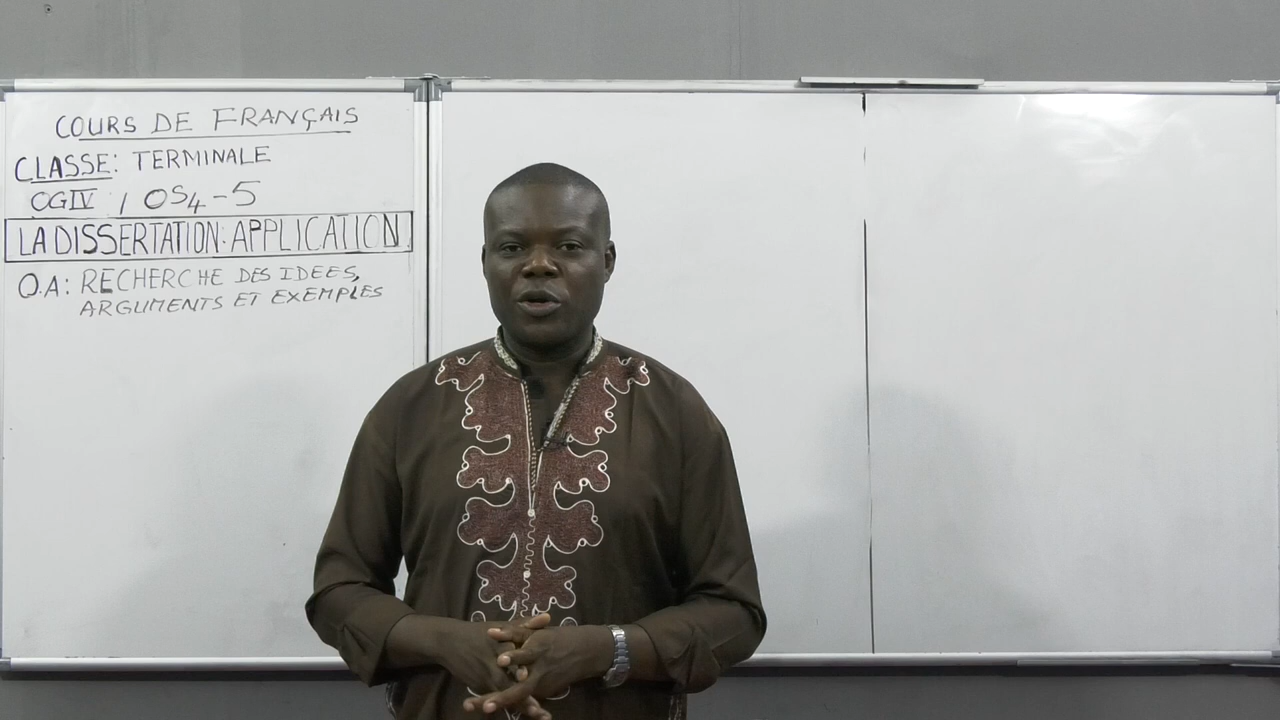 COURS DE FRANÇAIS
CLASSE: TERMINALE
OGIV / OS4-5
LA DISSERTATION: APPLICATION
O.A: RECHERCHE DES IDEES,
ARGUMENTS ET EXEMPLES